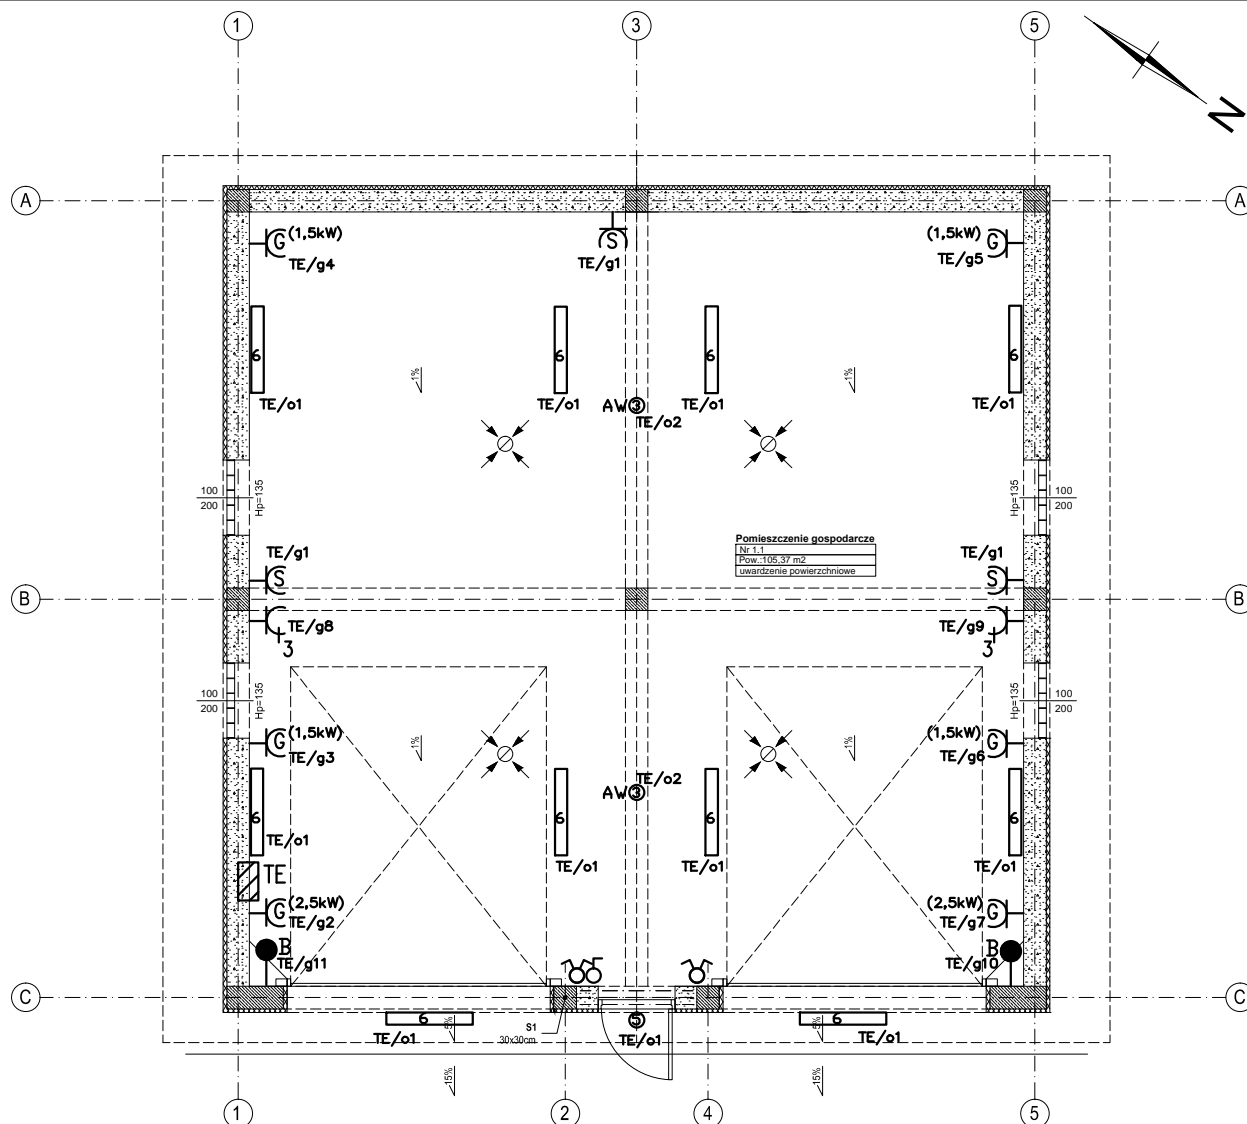 1
3
5
N
A
A
G (1,5kW)
TE/g4
S
TE/g1
(1,5kW) G
TE/g5
6
6
6
6
1%
1%
TE/o1
TE/o1
TE/o1
TE/o1
AW 3
TE/o2
100
200
Hp=135
Hp=135
100
200
Pomieszczenie gospodarcze
Nr 1.1
Pow.:105,37 m2
uwardzenie powierzchniowe
TE/g1
S
TE/g1
S
B
B
TE/g8
3
TE/g9
3
100
200
Hp=135
Hp=135
100
200
G (1,5kW)
TE/g3
(1,5kW) G
TE/g6
1%
1%
TE/o2
AW 3
6
6
6
6
TE/o1
TE/o1
TE/o1
TE/o1
TE
G (2,5kW)
TE/g2
(2,5kW) G
TE/g7
B
TE/g11
B
TE/g10
C
C
6
5%
TE/o1
S1
30x30cm
5
TE/o1
6
5%
TE/o1
15%
15%
1
2
4
5